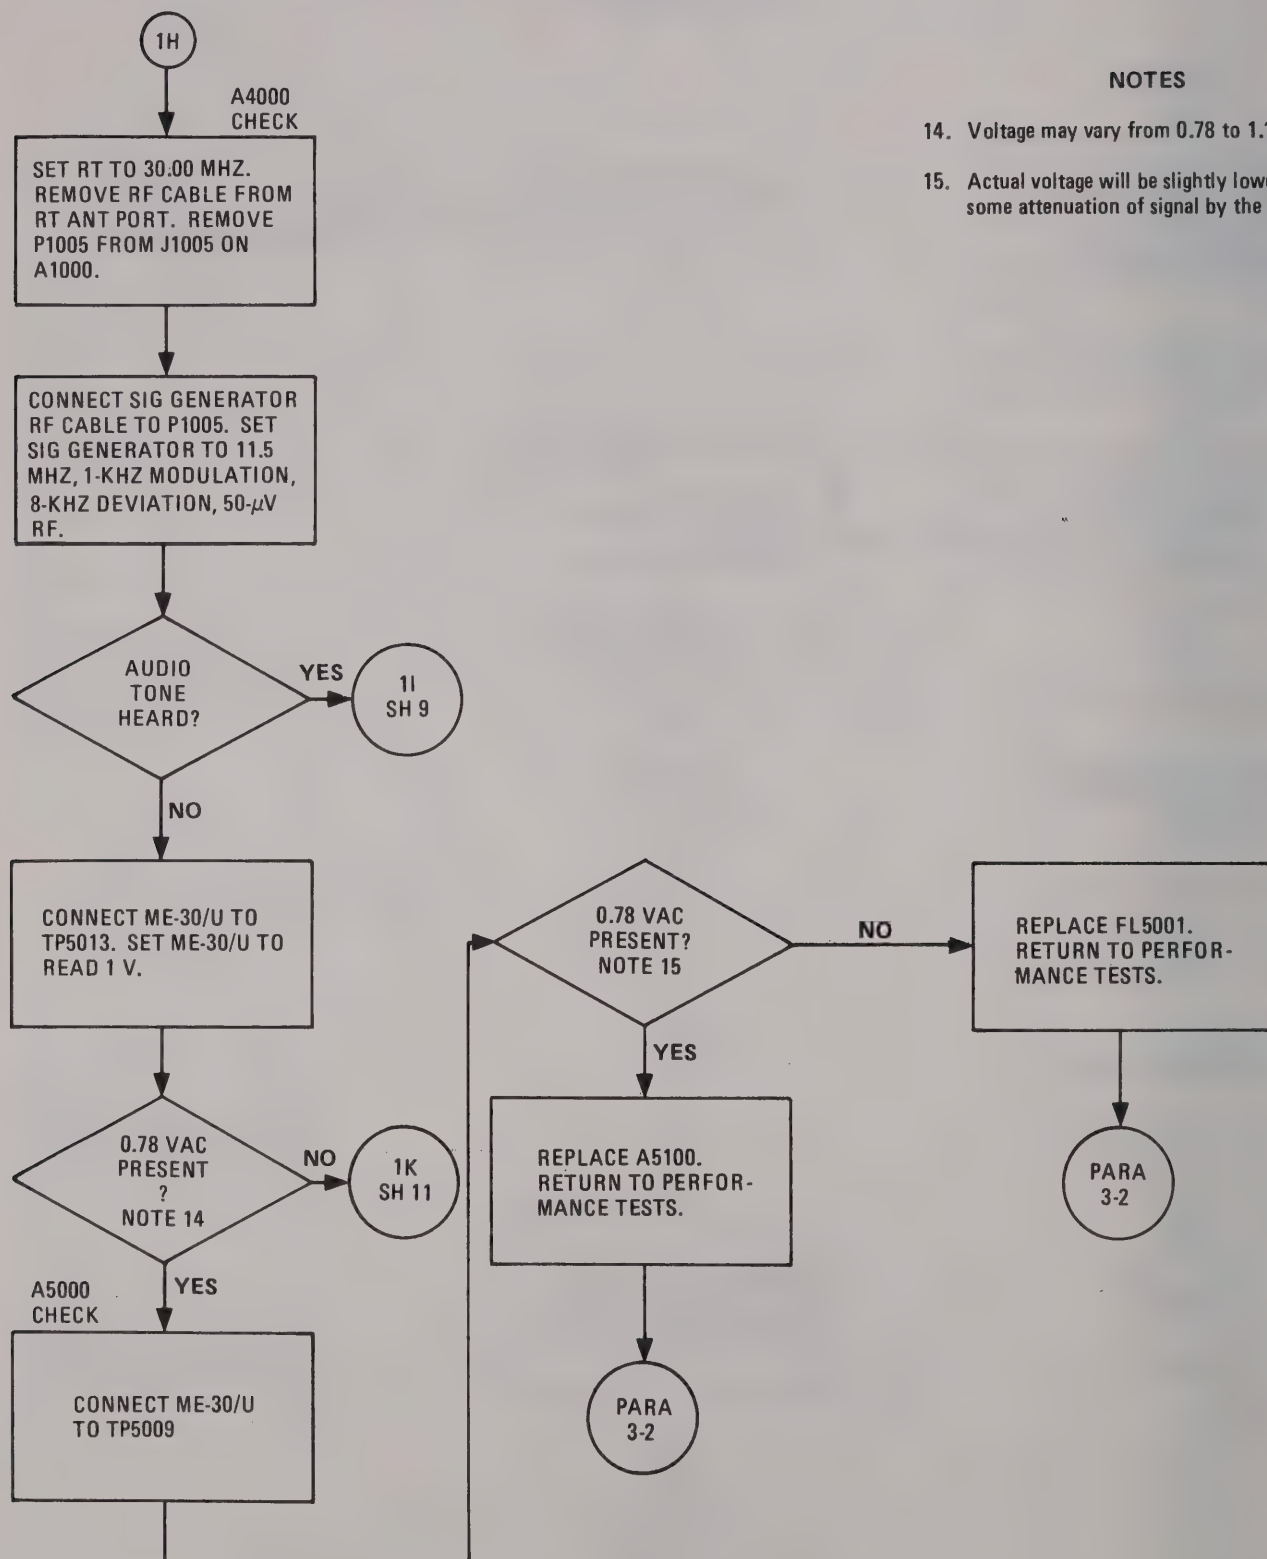 1H
A4000
CHECK
SET RT TO 30.00 MHZ.
REMOVE RF CABLE FROM
RT ANT PORT. REMOVE
P1005 FROM J1005 ON
A1000.
CONNECT SIG GENERATOR
RF CABLE TO P1005. SET
SIG GENERATOR TO 11.5
MHZ, 1-KHZ MODULATION,
8-KHZ DEVIATION, 50-μV
RF.
AUDIO
TONE
HEARD?
YES
1I
SH 9
NO
CONNECT ME-30/U TO
TP5013. SET ME-30/U TO
READ 1 V.
0.78 VAC
PRESENT
?
NOTE 14
NO
1K
SH 11
YES
A5000
CHECK
CONNECT ME-30/U
TO TP5009
0.78 VAC
PRESENT?
NOTE 15
NO
YES
REPLACE A5100.
RETURN TO PERFOR-
MANCE TESTS.
PARA
3-2
REPLACE FL5001.
RETURN TO PERFOR-
MANCE TESTS.
PARA
3-2
NOTES
14. Voltage may vary from 0.78 to
15. Actual voltage will be slightly
some attenuation of signal by the